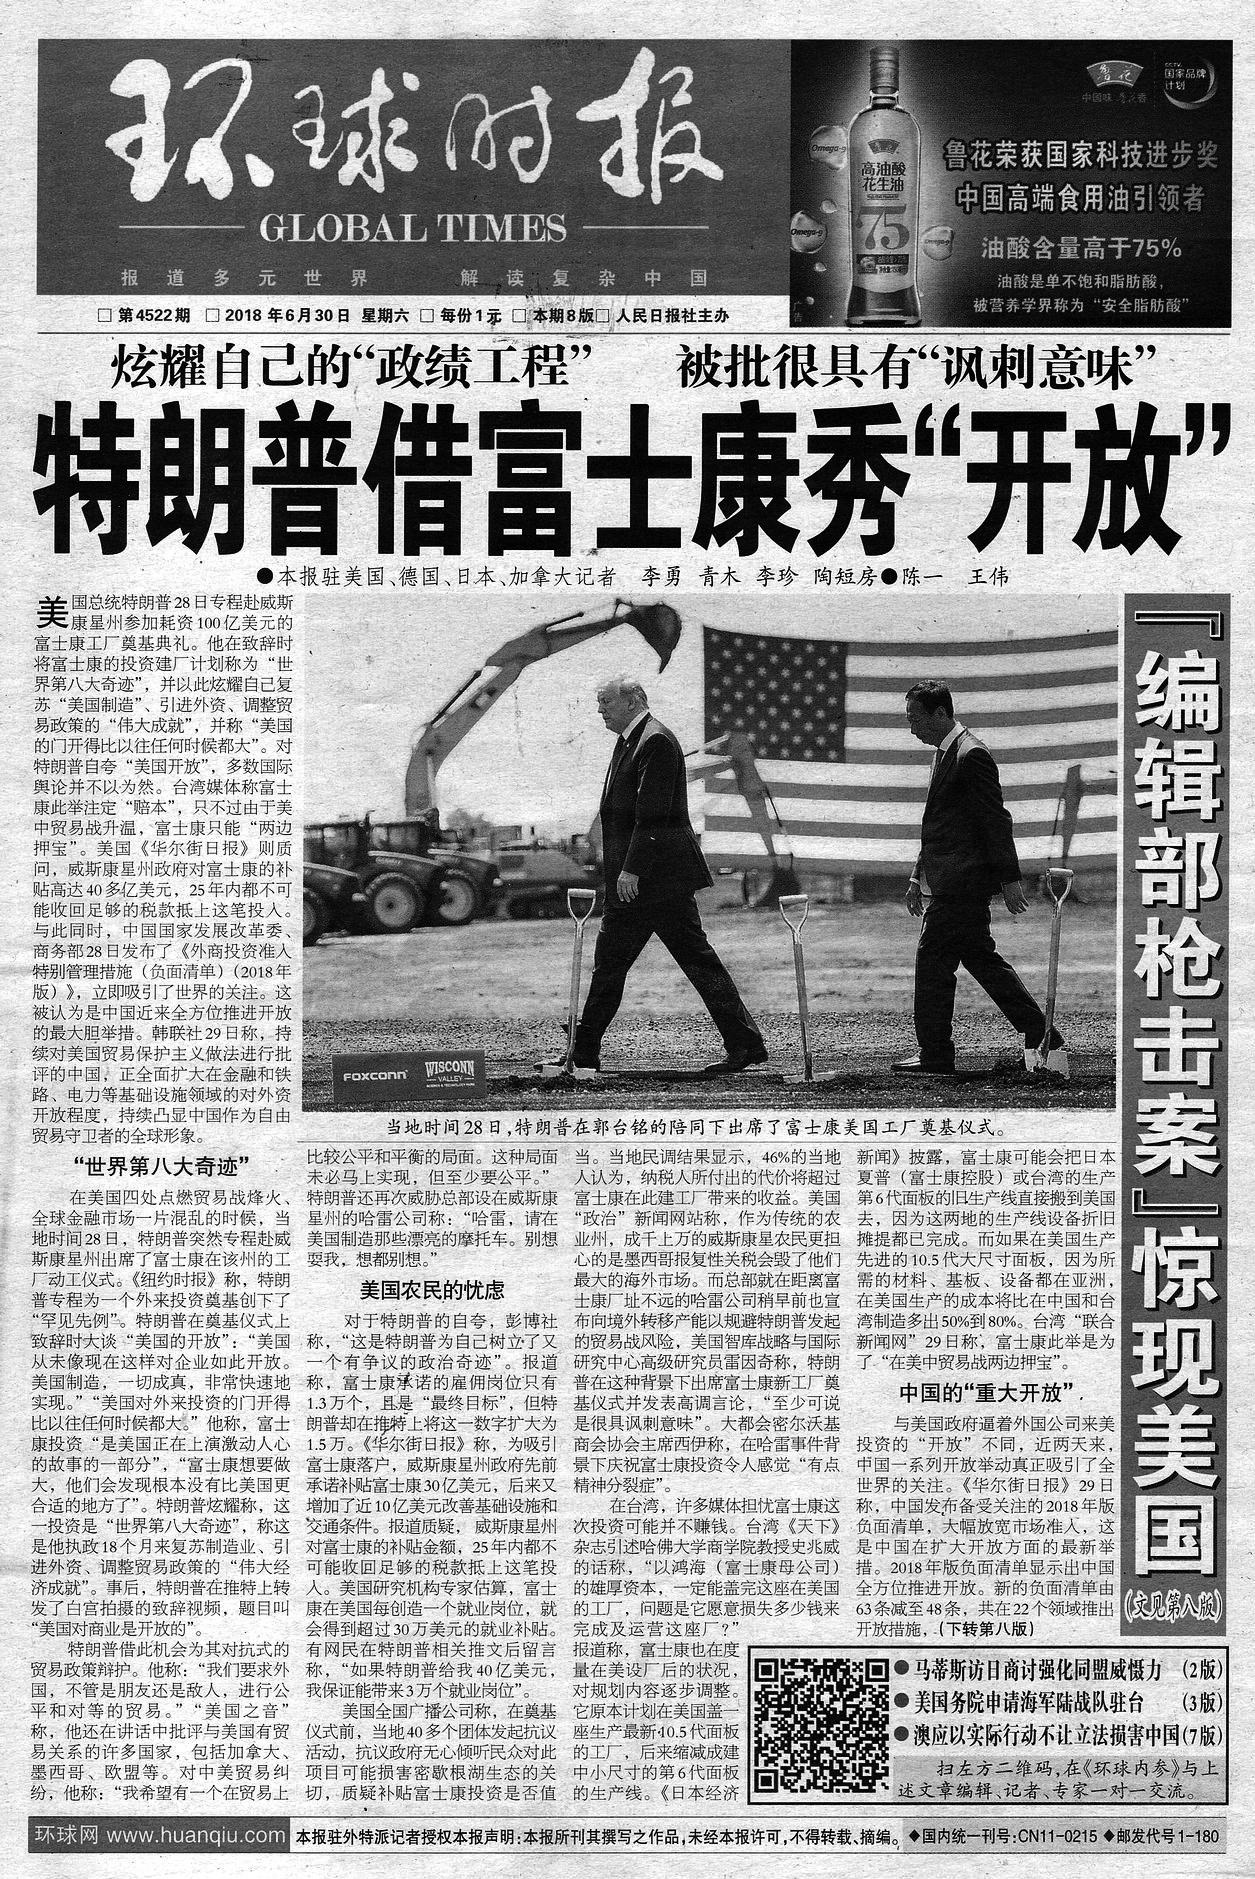 环球时报
GLOBAL TIMES
报道多元世界 解读复杂中国
鲁花
中国味 鲁花香
CCTV
国家品牌
计划
Omega-9
Omega-9
Omega-9
鲁花
高油酸
花生油
75
鲁花荣获国家科技进步奖
中国高端食用油引领者
油酸含量高于75%
油酸是单不饱和脂肪酸，
被营养学界称为“安全脂肪酸”
广告
□ 第4522期 □ 2018年6月30日 星期六 □ 每份1元 □ 本期8版□ 人民日报社主办
炫耀自己的“政绩工程” 被批很具有“讽刺意味”
特朗普借富士康秀“开放”
●本报驻美国、德国、日本、加拿大记者 李勇 青木 李珍 陶短房●陈一 王伟
美国总统特朗普28日专程赴威斯
康星州参加耗资100亿美元的
富士康工厂奠基典礼。他在致辞时
将富士康的投资建厂计划称为“世
界第八大奇迹”，并以此炫耀自己复
苏“美国制造”、引进外资、调整贸
易政策的“伟大成就”，并称“美国
的门开得比以往任何时候都大”。对
特朗普自夸“美国开放”，多数国际
舆论并不以为然。台湾媒体称富士
康此举注定“赔本”，只不过由于美
中贸易战升温，富士康只能“两边
押宝”。美国《华尔街日报》则质
问，威斯康星州政府对富士康的补
贴高达40多亿美元，25年内都不可
能收回足够的税款抵上这笔投入。
与此同时，中国国家发展改革委、
商务部28日发布了《外商投资准入
特别管理措施（负面清单）（2018年
版）》，立即吸引了世界的关注。这
被认为是中国近来全方位推进开放
的最大胆举措。韩联社29日称，持
续对美国贸易保护主义做法进行批
评的中国，正全面扩大在金融和铁
路、电力等基础设施领域的对外资
开放程度，持续凸显中国作为自由
贸易守卫者的全球形象。
“世界第八大奇迹”
在美国四处点燃贸易战烽火、
全球金融市场一片混乱的时候，当
地时间28日，特朗普突然专程赴威
斯康星州出席了富士康在该州的工
厂动工仪式。《纽约时报》称，特朗
普专程为一个外来投资奠基创下了
“罕见先例”。特朗普在奠基仪式上
致辞时大谈“美国的开放”：“美国
从未像现在这样对企业如此开放。
美国制造，一切成真，非常快速地
实现。”“美国对外来投资的门开得
比以往任何时候都大。”他称，富士
康投资“是美国正在上演激动人心
的故事的一部分”，“富士康想要做
大，他们会发现根本没有比美国更
合适的地方了”。特朗普炫耀称，这
一投资是“世界第八大奇迹”，称这
是他执政18个月来复苏制造业、引
进外资、调整贸易政策的“伟大经
济成就”。事后，特朗普在推特上转
发了白宫拍摄的致辞视频，题目叫
“美国对商业是开放的”。
特朗普借此机会为其对抗式的
贸易政策辩护。他称：“我们要求外
国，不管是朋友还是敌人，进行公
平和对等的贸易。”“美国之音”
称，他还在讲话中批评与美国有贸
易关系的许多国家，包括加拿大、
墨西哥、欧盟等。对中美贸易纠
纷，他称：“我希望有一个在贸易上
FOXCONN
WISCONN
VALLEY
SCIENCE & TECHNOLOGY PARK
当地时间28日，特朗普在郭台铭的陪同下出席了富士康美国工厂奠基仪式。
比较公平和平衡的局面。这种局面
未必马上实现，但至少要公平。”
特朗普还再次威胁总部设在威斯康
星州的哈雷公司称：“哈雷，请在
美国制造那些漂亮的摩托车。别想
耍我，想都别想。”
美国农民的忧虑
对于特朗普的自夸，彭博社
称，“这是特朗普为自己树立了又
一个有争议的政治奇迹”。报道
称，富士康承诺的雇佣岗位只有
1.3万个，且是“最终目标”，但特
朗普却在推特上将这一数字扩大为
1.5万。《华尔街日报》称，为吸引
富士康落户，威斯康星州政府先前
承诺补贴富士康30亿美元，后来又
增加了近10亿美元改善基础设施和
交通条件。报道质疑，威斯康星州
对富士康的补贴金额，25年内都不
可能收回足够的税款抵上这笔投
入。美国研究机构专家估算，富士
康在美国每创造一个就业岗位，就
会得到超过30万美元的就业补贴。
有网民在特朗普相关推文后留言
称，“如果特朗普给我40亿美元，
我保证能带来3万个就业岗位”。
美国全国广播公司称，在奠基
仪式前，当地40多个团体发起抗议
活动，抗议政府无心倾听民众对此
项目可能损害密歇根湖生态的关
切，质疑补贴富士康投资是否值
当。当地民调结果显示，46%的当地
人认为，纳税人所付出的代价将超过
富士康在此建工厂带来的收益。美国
“政治”新闻网站称，作为传统的农
业州，成千上万的威斯康星农民更担
心的是墨西哥报复性关税会毁了他们
最大的海外市场。而总部就在距离富
士康厂址不远的哈雷公司稍早前也宣
布向境外转移产能以规避特朗普发起
的贸易战风险，美国智库战略与国际
研究中心高级研究员雷因奇称，特朗
普在这种背景下出席富士康新工厂奠
基仪式并发表高调言论，“至少可说
是很具讽刺意味”。大都会密尔沃基
商会协会主席西伊称，在哈雷事件背
景下庆祝富士康投资令人感觉“有点
精神分裂症”。
在台湾，许多媒体担忧富士康这
次投资可能并不赚钱。台湾《天下》
杂志引述哈佛大学商学院教授史兆威
的话称，“以鸿海（富士康母公司）
的雄厚资本，一定能盖完这座在美国
的工厂，问题是它愿意损失多少钱来
完成及运营这座厂？”
报道称，富士康也在度
量在美设厂后的状况，
对规划内容逐步调整。
它原本计划在美国盖一
座生产最新10.5代面板
的工厂，后来缩减成建
中小尺寸的第6代面板
的生产线。《日本经济
新闻》披露，富士康可能会把日本
夏普（富士康控股）或台湾的生产
第6代面板的旧生产线直接搬到美国
去，因为这两地的生产线设备折旧
摊提都已完成。而如果在美国生产
先进的10.5代大尺寸面板，因为所
需的材料、基板、设备都在亚洲，
在美国生产的成本将比在中国和台
湾制造多出50%到80%。台湾“联合
新闻网”29日称，富士康此举是为
了“在美中贸易战两边押宝”。
中国的“重大开放”
与美国政府逼着外国公司来美
投资的“开放”不同，近两天来，
中国一系列开放举动真正吸引了全
世界的关注。《华尔街日报》29日
称，中国发布备受关注的2018年版
负面清单，大幅放宽市场准入，这
是中国在扩大开放方面的最新举
措。2018年版负面清单显示出中国
全方位推进开放。新的负面清单由
63条减至48条，共在22个领域推出
开放措施，（下转第八版）
『编辑部枪击案』惊现美国
（文见第八版）
●马蒂斯访日商讨强化同盟威慑力 （2版）
●美国务院申请海军陆战队驻台 （3版）
●澳应以实际行动不让立法损害中国（7版）
扫左方二维码，在《环球内参》与上
述文章编辑、记者、专家一对一交流。
环球网 www.huanqiu.com 本报驻外特派记者授权本报声明：本报所刊其撰写之作品，未经本报许可，不得转载、摘编。 ◆国内统一刊号：CN11-0215 ◆邮发代号1-180